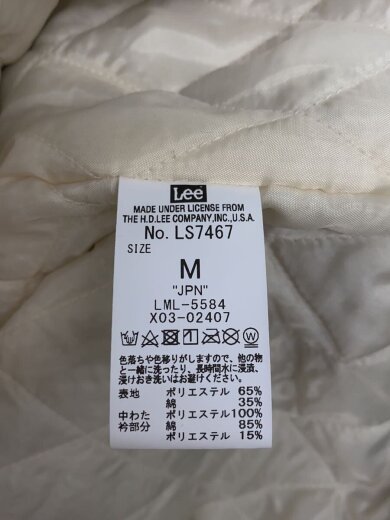 Lee
MADE UNDER LICENSE FROM
THE H.D.LEE COMPANY,INC.,U.S.A.
No. LS7467
SIZE
M
"JPN"
LML-5584
X03-02407
色落ちや色移りがしますので、他の物
と一緒に洗ったり、長時間水に浸漬、
浸けおき洗いはお避けください。
表地 ポリエステル 65%
綿 35%
中わた ポリエステル100%
衿部分 綿 85%
ポリエステル 15%